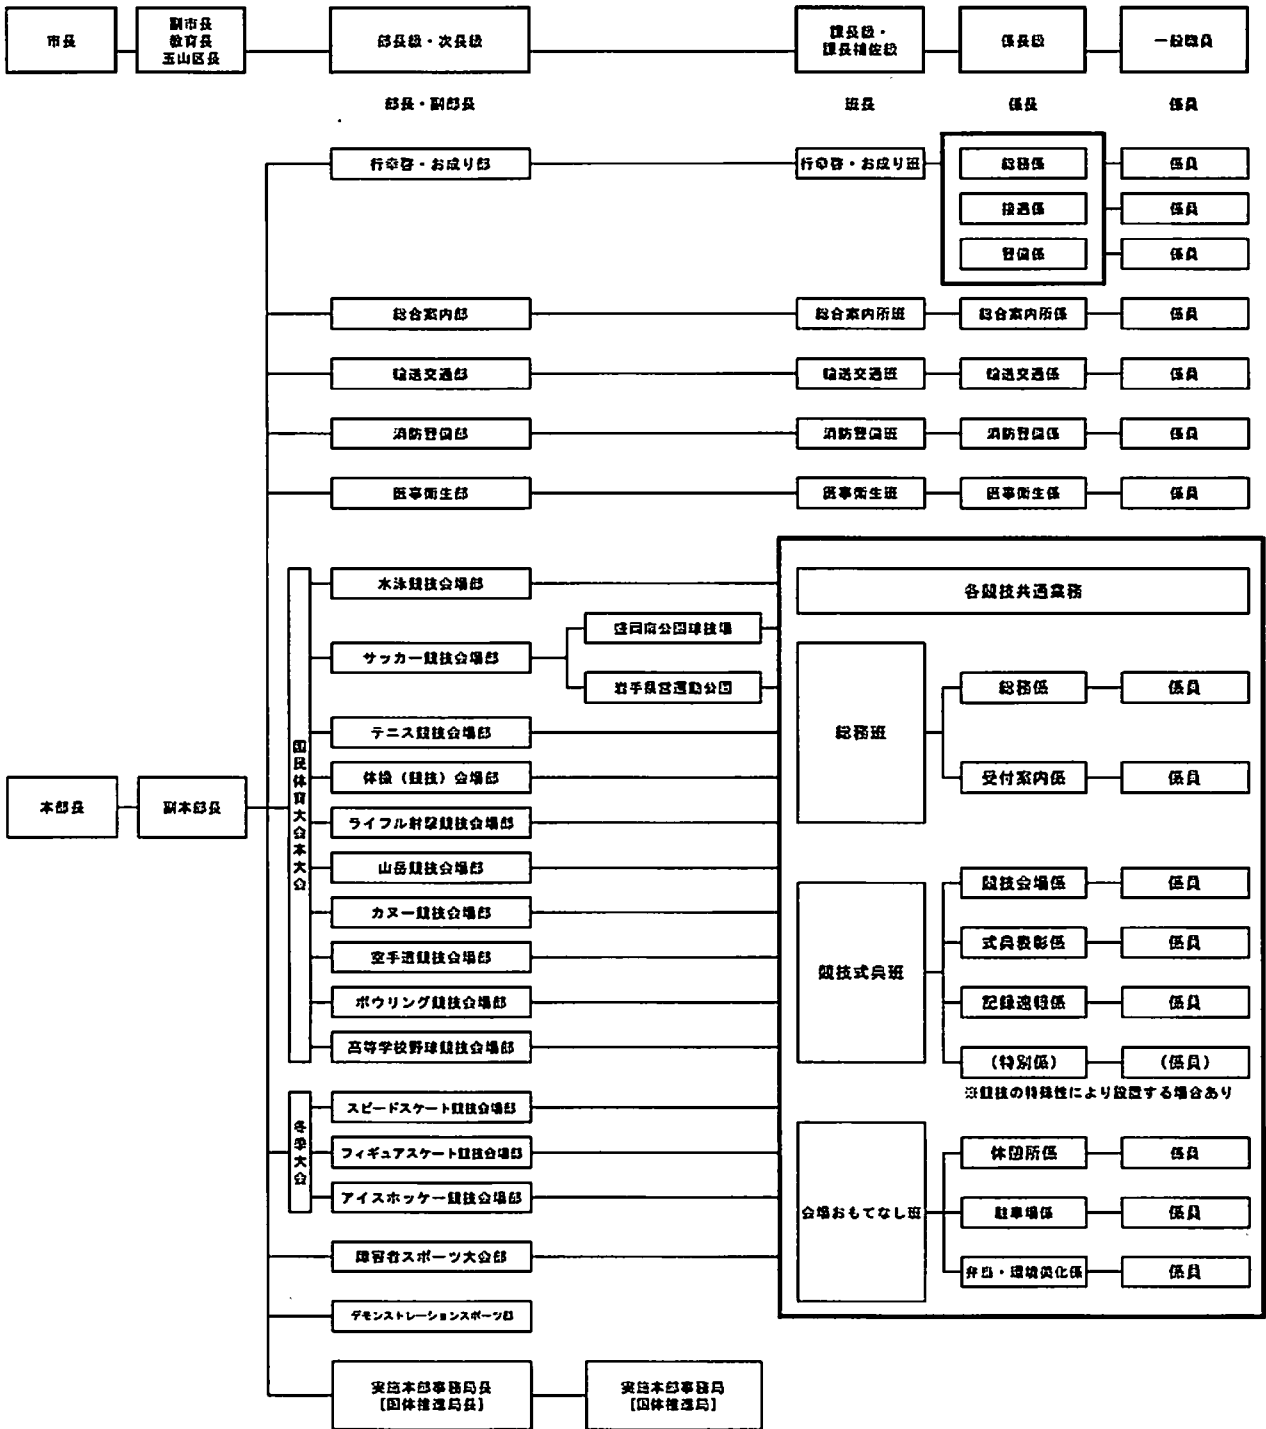 市長
副市長
教育長
玉山区長
部長級・次長級
課長級・
課長補佐級
係長級
一般職員
部長・副部長
班長
係長
係員
行幸啓・お成り部
行幸啓・お成り班
総務係
係員
接遇係
係員
警備係
係員
総合案内部
総合案内所班
総合案内所係
係員
輸送交通部
輸送交通班
輸送交通係
係員
消防警備部
消防警備班
消防警備係
係員
医事衛生部
医事衛生班
医事衛生係
係員
本部長
副本部長
国民体育大会本大会
水泳競技会場部
サッカー競技会場部
盛岡南公園球技場
岩手県営運動公園
テニス競技会場部
体操（競技）会場部
ライフル射撃競技会場部
山岳競技会場部
カヌー競技会場部
空手道競技会場部
ボウリング競技会場部
高等学校野球競技会場部
冬季大会
スピードスケート競技会場部
フィギュアスケート競技会場部
アイスホッケー競技会場部
障害者スポーツ大会部
デモンストレーションスポーツ部
実施本部事務局長
［国体推進局長］
実施本部事務局
［国体推進局］
各競技共通業務
総務班
総務係
係員
受付案内係
係員
競技式典班
競技会場係
係員
式典表彰係
係員
記録速報係
係員
（特別係）
（係員）
※競技の特殊性により設置する場合あり
会場おもてなし班
休憩所係
係員
駐車場係
係員
弁当・環境美化係
係員